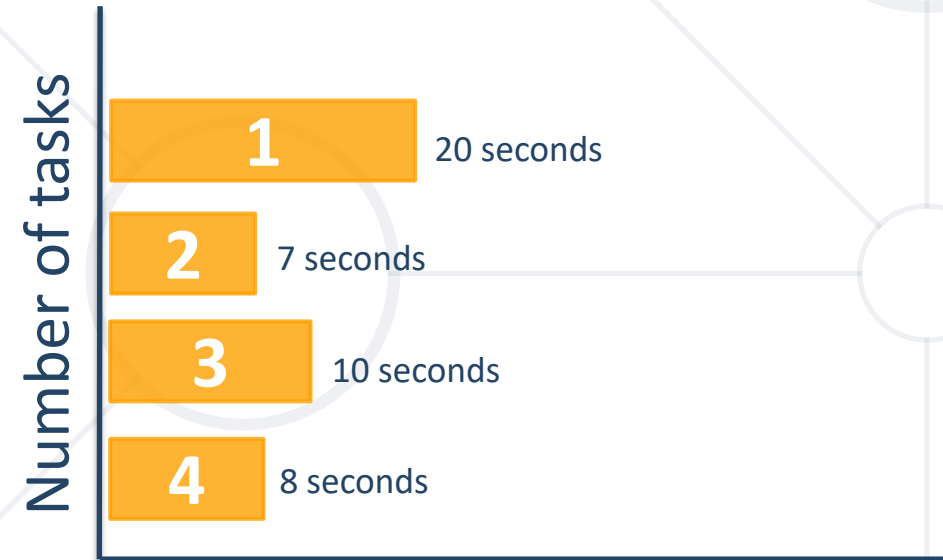 Number of tasks
1
20 seconds
2
7 seconds
3
10 seconds
4
8 seconds